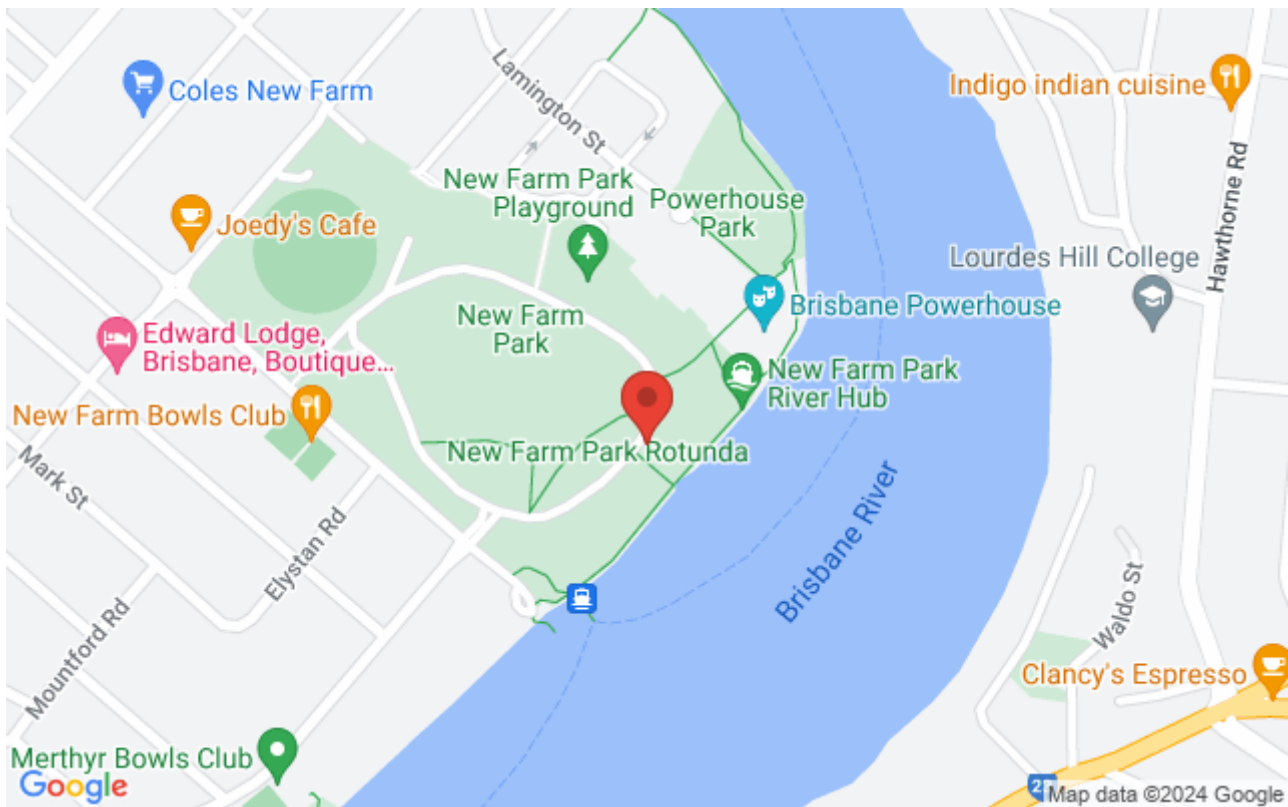 Lamington St
Coles New Farm
Indigo indian cuisine
Hawthorne Rd
New Farm Park
Playground
Powerhouse
Park
Joedy's Cafe
Lourdes Hill College
Brisbane Powerhouse
New Farm
Park
Edward Lodge,
Brisbane, Boutique...
New Farm Park
River Hub
New Farm Bowls Club
New Farm Park Rotunda
Mark St
Elystan Rd
Brisbane River
Waldo St
Mountford Rd
Clancy's Espresso
Merthyr Bowls Club
Google
Map data ©2024 Google